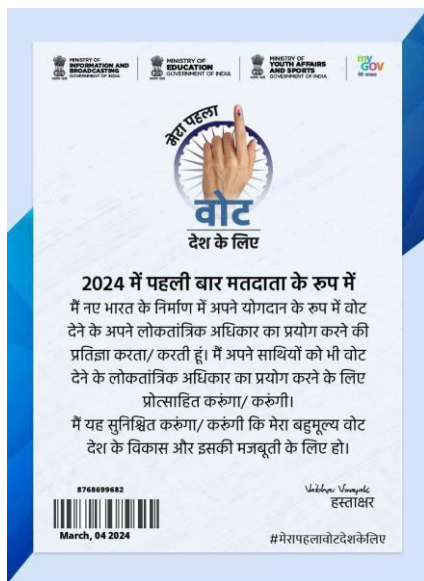 MINISTRY OF
INFORMATION AND
BROADCASTING
GOVERNMENT OF INDIA
MINISTRY OF
EDUCATION
GOVERNMENT OF INDIA
MINISTRY OF
YOUTH AFFAIRS
AND SPORTS
GOVERNMENT OF INDIA
my
GOV
मेरी सरकार
मेरा पहला
वोट
देश के लिए
2024 में पहली बार मतदाता के रूप में
मैं नए भारत के निर्माण में अपने योगदान के रूप में वोट
देने के अपने लोकतांत्रिक अधिकार का प्रयोग करने की
प्रतिज्ञा करता/ करती हूं। मैं अपने साथियों को भी वोट
देने के लोकतांत्रिक अधिकार का प्रयोग करने के लिए
प्रोत्साहित करूंगा/ करूंगी।
मैं यह सुनिश्चित करूंगा/ करूंगी कि मेरा बहुमूल्य वोट
देश के विकास और इसकी मजबूती के लिए हो।
8768699682
March, 04 2024
Vaibhav Vinayak
हस्ताक्षर
#मेरापहलावोटदेशकेलिए